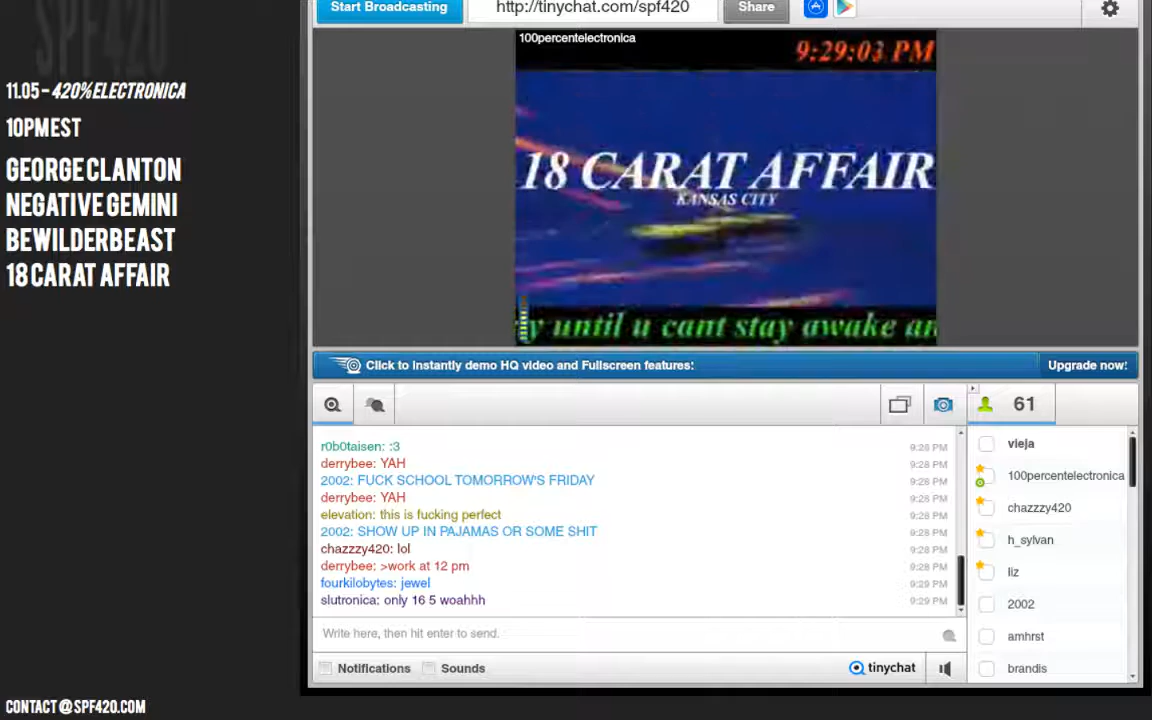 SPF420
11.05 - 420%ELECTRONICA
10PM EST
GEORGE CLANTON
NEGATIVE GEMINI
BEWILDERBEAST
18 CARAT AFFAIR
CONTACT@SPF420.COM
Start Broadcasting
http://tinychat.com/spf420
Share
100percentelectronica
9:29:03 PM
18 CARAT AFFAIR
KANSAS CITY
y until u cant stay awake an
Click to instantly demo HQ video and Fullscreen features:
Upgrade now!
61
r0b0taisen: :3 9:28 PM
derrybee: YAH 9:28 PM
2002: FUCK SCHOOL TOMORROW'S FRIDAY 9:28 PM
derrybee: YAH 9:28 PM
elevation: this is fucking perfect 9:28 PM
2002: SHOW UP IN PAJAMAS OR SOME SHIT 9:28 PM
chazzzy420: lol 9:28 PM
derrybee: >work at 12 pm 9:28 PM
fourkilobytes: jewel 9:29 PM
slutronica: only 16 5 woahhh 9:29 PM
Write here, then hit enter to send.
Notifications
Sounds
tinychat
vieja
100percentelectronica
chazzzy420
h_sylvan
liz
2002
amhrst
brandis